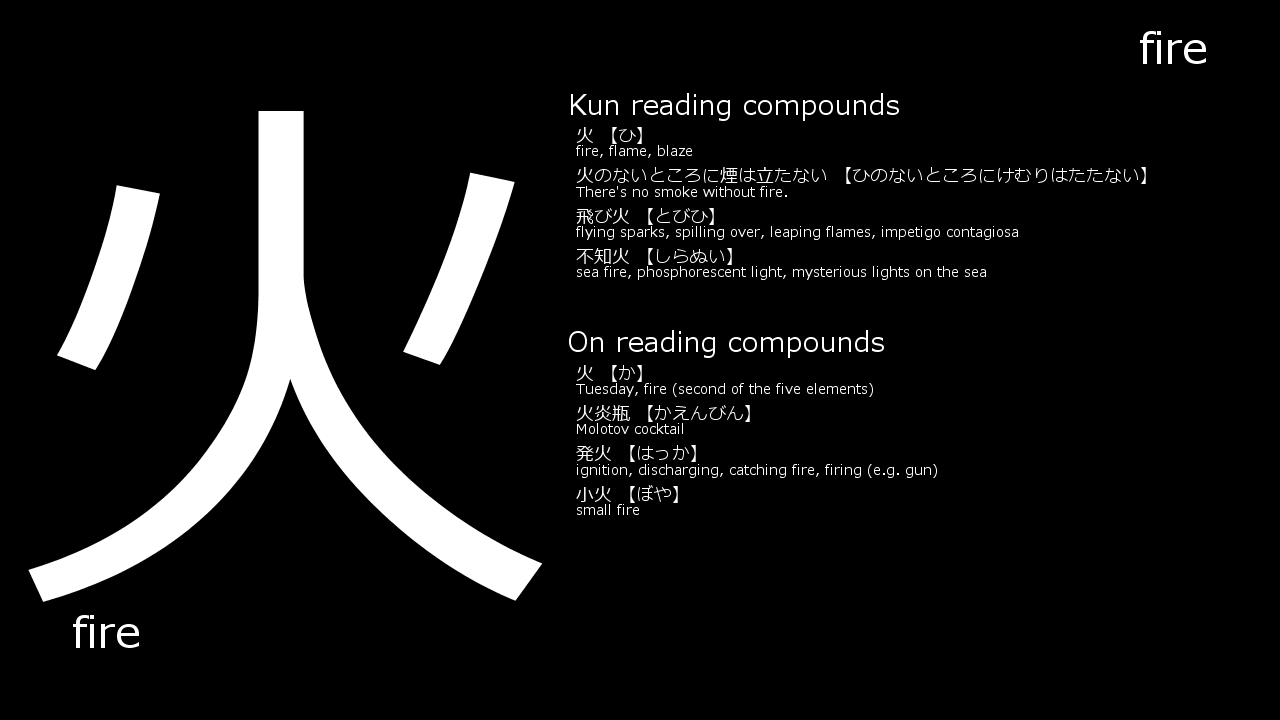 fire
火
fire
Kun reading compounds
火 【ひ】
fire, flame, blaze
火のないところに煙は立たない 【ひのないところにけむりはたたない】
There's no smoke without fire.
飛び火 【とびひ】
flying sparks, spilling over, leaping flames, impetigo contagiosa
不知火 【しらぬい】
sea fire, phosphorescent light, mysterious lights on the sea
On reading compounds
火 【か】
Tuesday, fire (second of the five elements)
火炎瓶 【かえんびん】
Molotov cocktail
発火 【はっか】
ignition, discharging, catching fire, firing (e.g. gun)
小火 【ぼや】
small fire